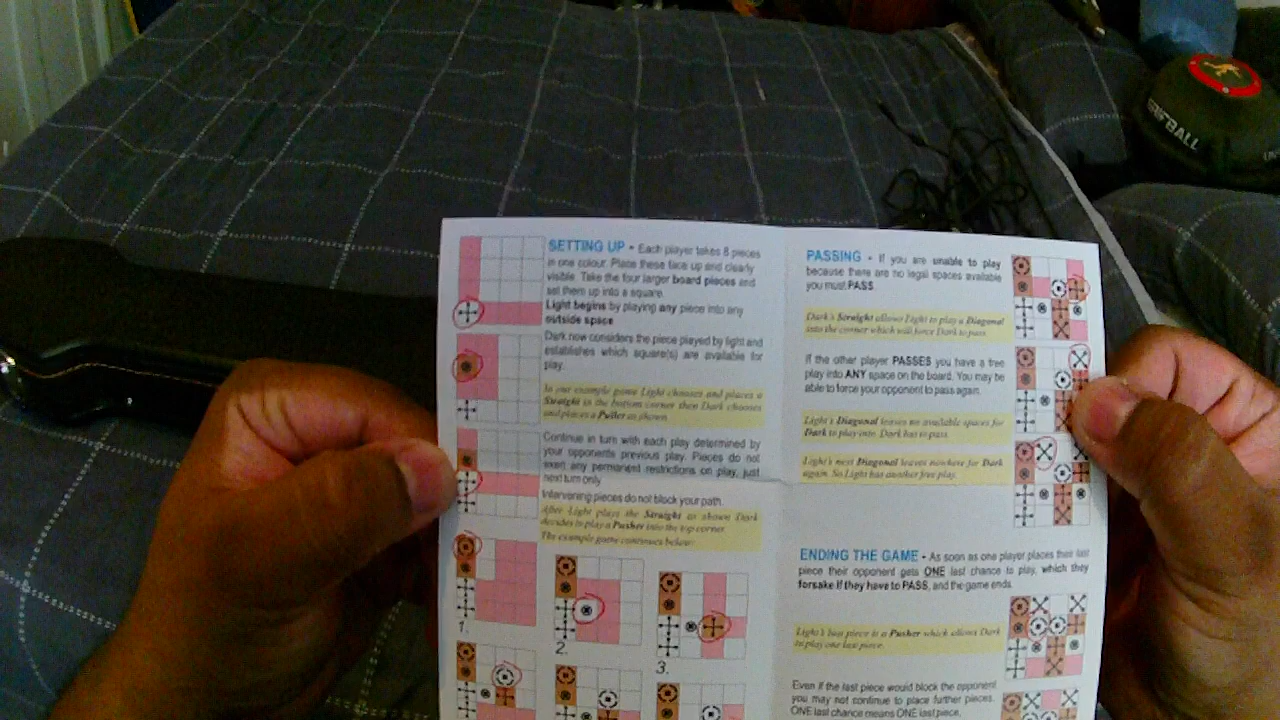 SETTING UP • Each player takes 8 pieces
in one colour. Place these face up and clearly
visible. Take the four larger board pieces and
set them up into a square.
Light begins by playing any piece into any
outside space
Dark now considers the piece played by light and
establishes which square(s) are available for
play.
In our example game Light chooses and places a
Straight in the bottom corner then Dark chooses
and places a Puller as shown.
Continue in turn with each play determined by
your opponents previous play. Pieces do not
exert any permanent restrictions on play, just
next turn only.
Intervening pieces do not block your path.
After Light plays the Straight as shown Dark
decides to play a Pusher into the top corner.
The example game continues below:
1.
2.
3.
PASSING • If you are unable to play
because there are no legal spaces available
you must PASS
Dark's Straight allows Light to play a Diagonal
into the corner which will force Dark to pass.
If the other player PASSES you have a free
play into ANY space on the board. You may be
able to force your opponent to pass again.
Light's Diagonal leaves no available spaces for
Dark to play into. Dark has to pass.
Light's next Diagonal leaves nowhere for Dark
again. So Light has another free play.
ENDING THE GAME • As soon as one player places their last
piece their opponent gets ONE last chance to play, which they
forsake if they have to PASS, and the game ends.
Light's last piece is a Pusher which allows Dark
to play one last piece.
Even if the last piece would block the opponent
you may not continue to place further pieces.
ONE last chance means ONE last piece.